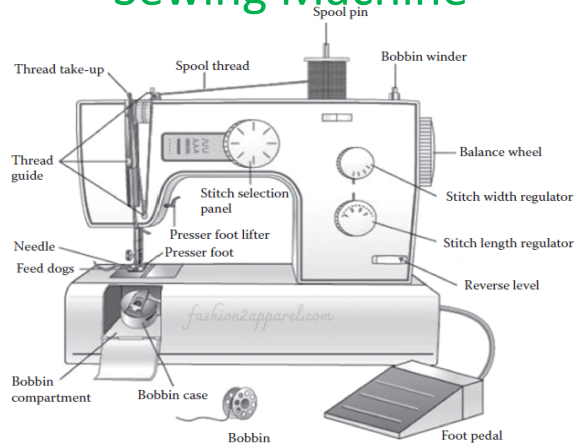 Sewing Machine
Spool pin
Thread take-up
Spool thread
Bobbin winder
Thread
guide
Balance wheel
Stitch selection
panel
Stitch width regulator
Presser foot lifter
Needle
Presser foot
Stitch length regulator
Feed dogs
Reverse level
fashion2apparel.com
Bobbin
compartment
Bobbin case
Bobbin
Foot pedal